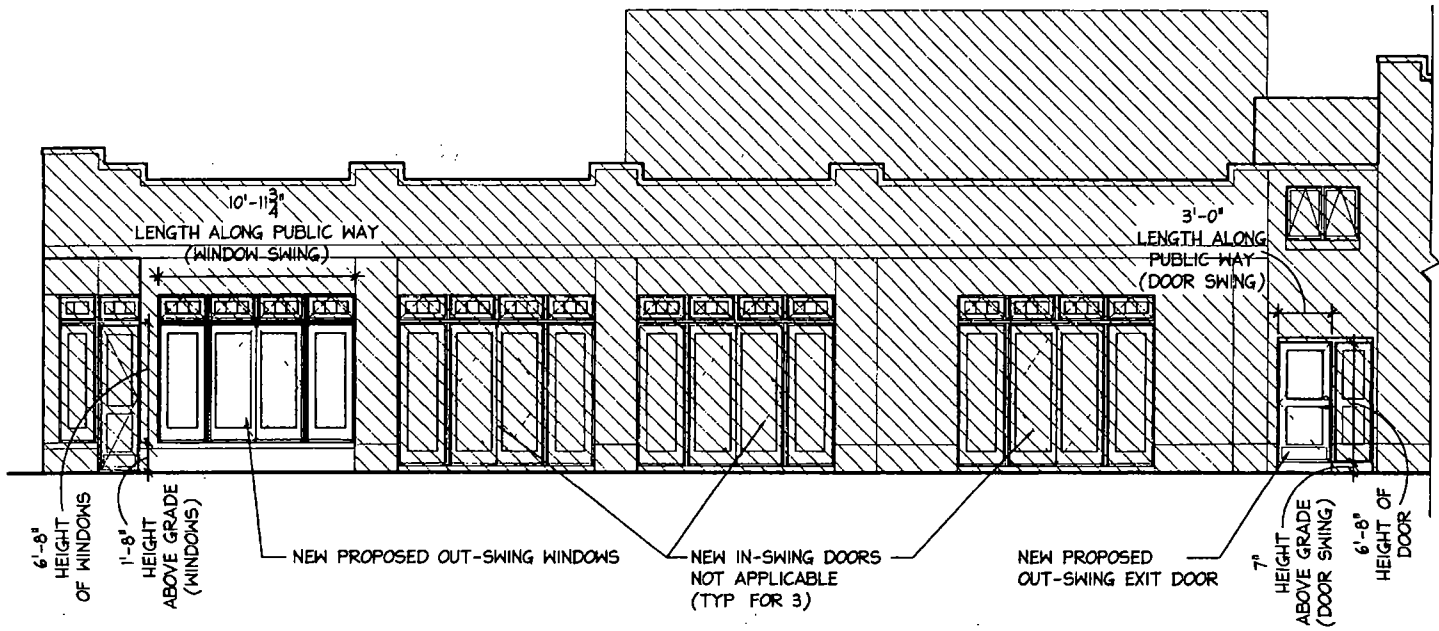 10'-11 3/4"
LENGTH ALONG PUBLIC WAY
(WINDOW SWING)
3'-0"
LENGTH ALONG
PUBLIC WAY
(DOOR SWING)
6'-8"
HEIGHT
OF WINDOWS
1'-8"
HEIGHT
ABOVE GRADE
(WINDOWS)
NEW PROPOSED OUT-SWING WINDOWS
NEW IN-SWING DOORS
NOT APPLICABLE
(TYP FOR 3)
NEW PROPOSED
OUT-SWING EXIT DOOR
7"
HEIGHT
ABOVE GRADE
(DOOR SWING)
6'-8"
HEIGHT OF
DOOR